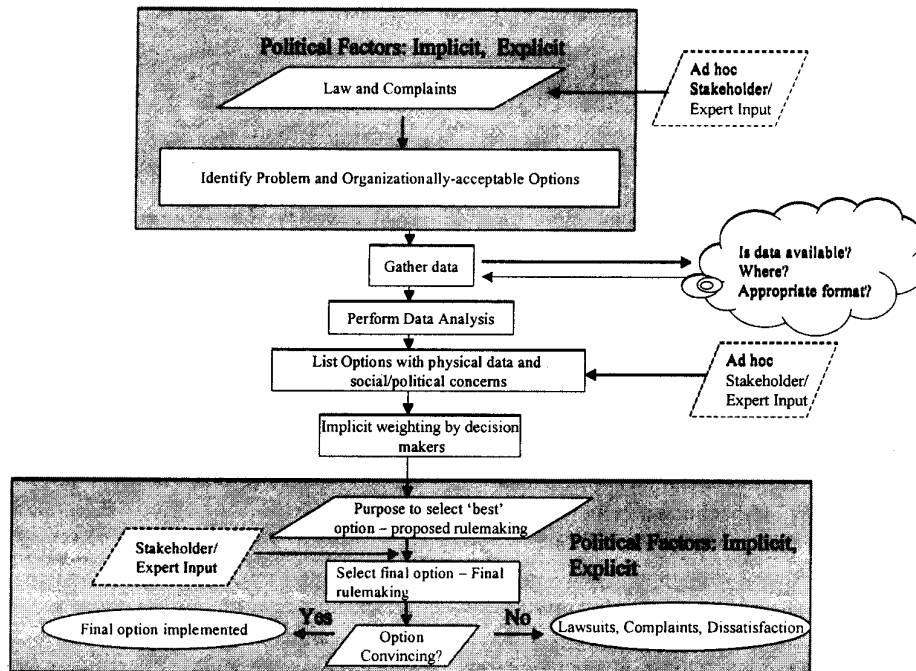 Political Factors: Implicit, Explicit
Law and Complaints
Ad hoc
Stakeholder/
Expert Input
Identify Problem and Organizationally-acceptable Options
Gather data
Is data available?
Where?
Appropriate format?
Perform Data Analysis
List Options with physical data and
social/political concerns
Ad hoc
Stakeholder/
Expert Input
Implicit weighting by decision
makers
Purpose to select ‘best’
option – proposed rulemaking
Stakeholder/
Expert Input
Political Factors: Implicit,
Explicit
Select final option – Final
rulemaking
Yes
No
Final option implemented
Option
Convincing?
Lawsuits, Complaints, Dissatisfaction